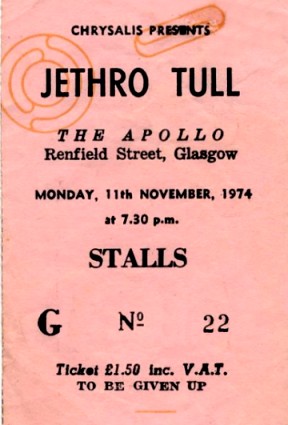 CHRYSALIS PRESENTS
JETHRO TULL
THE APOLLO
Renfield Street, Glasgow
MONDAY, 11th NOVEMBER, 1974
at 7.30 p.m.
STALLS
G Nº 22
Ticket £1.50 inc. V.A.T.
TO BE GIVEN UP